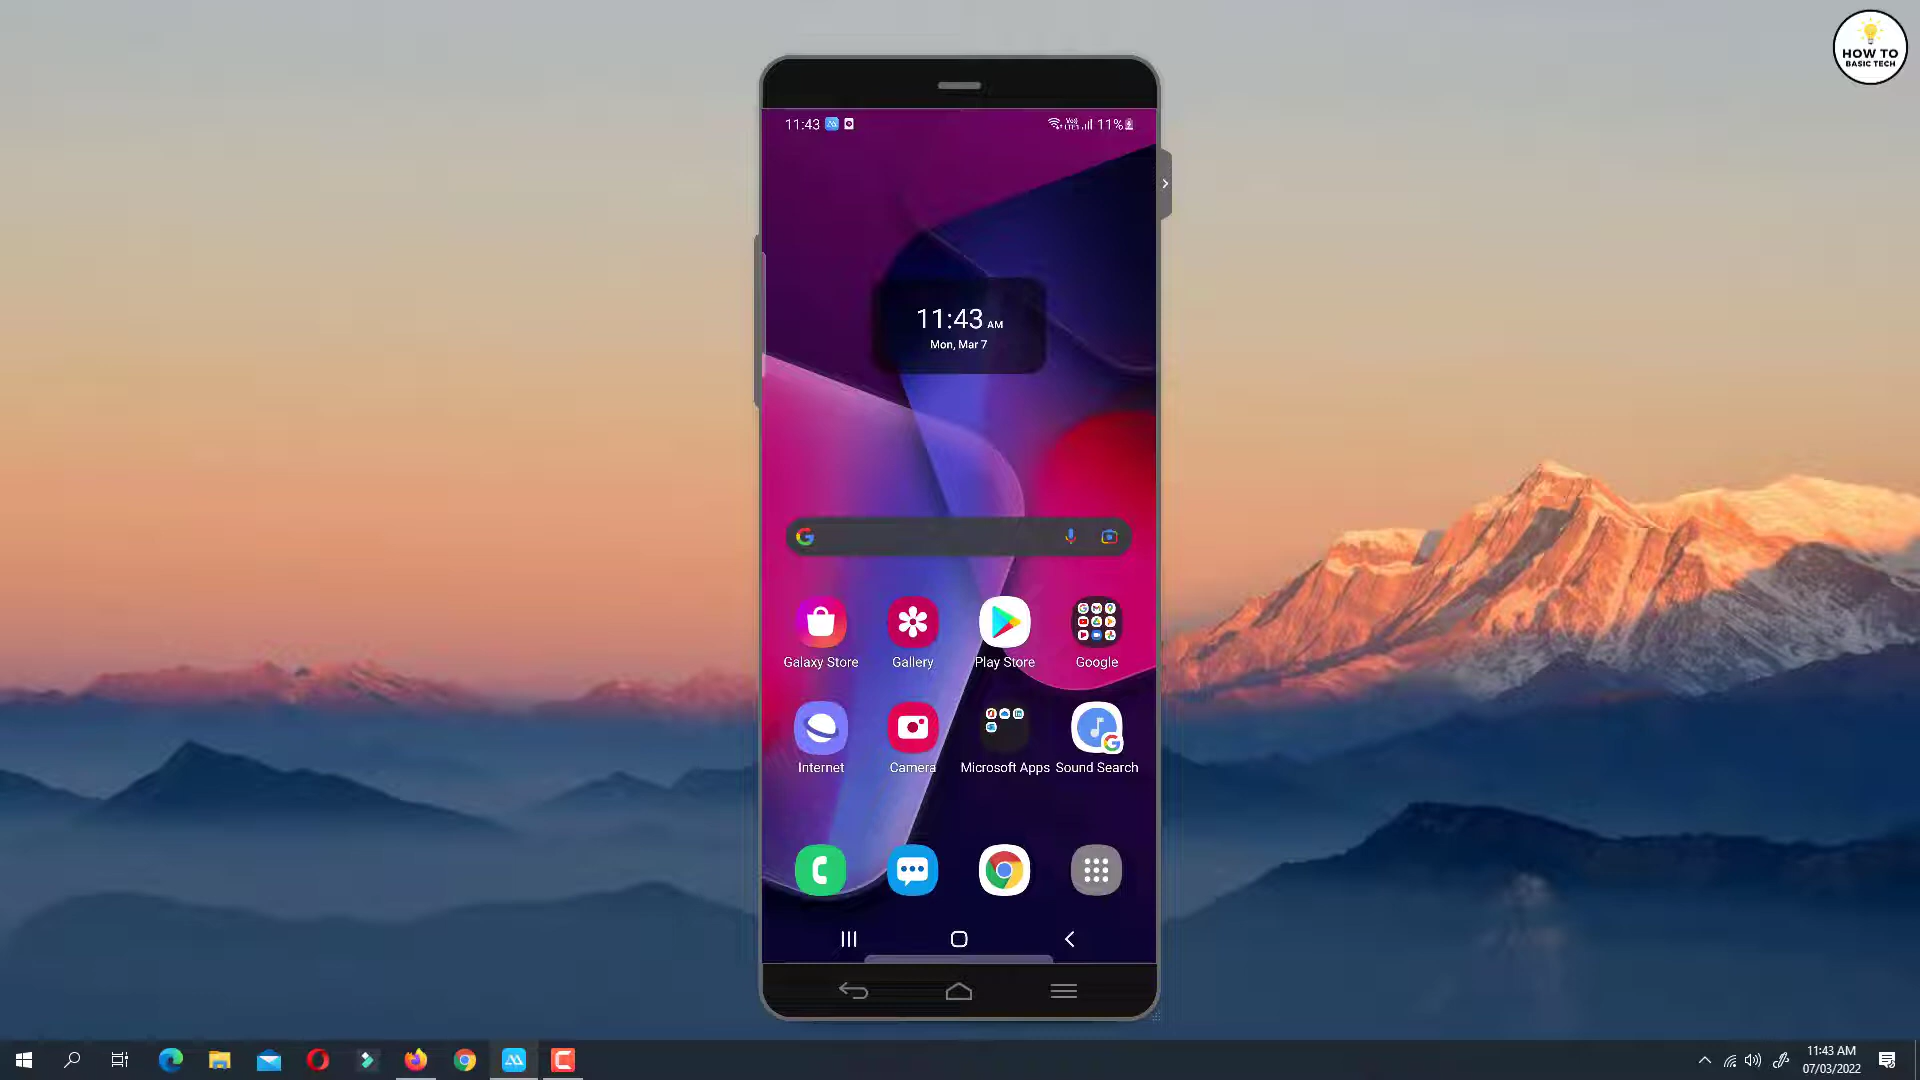 HOW TO
BASIC TECH
11:43
11%
11:43 AM
Mon, Mar 7
Galaxy Store
Gallery
Play Store
Google
Internet
Camera
Microsoft Apps
Sound Search
11:43 AM
07/03/2022